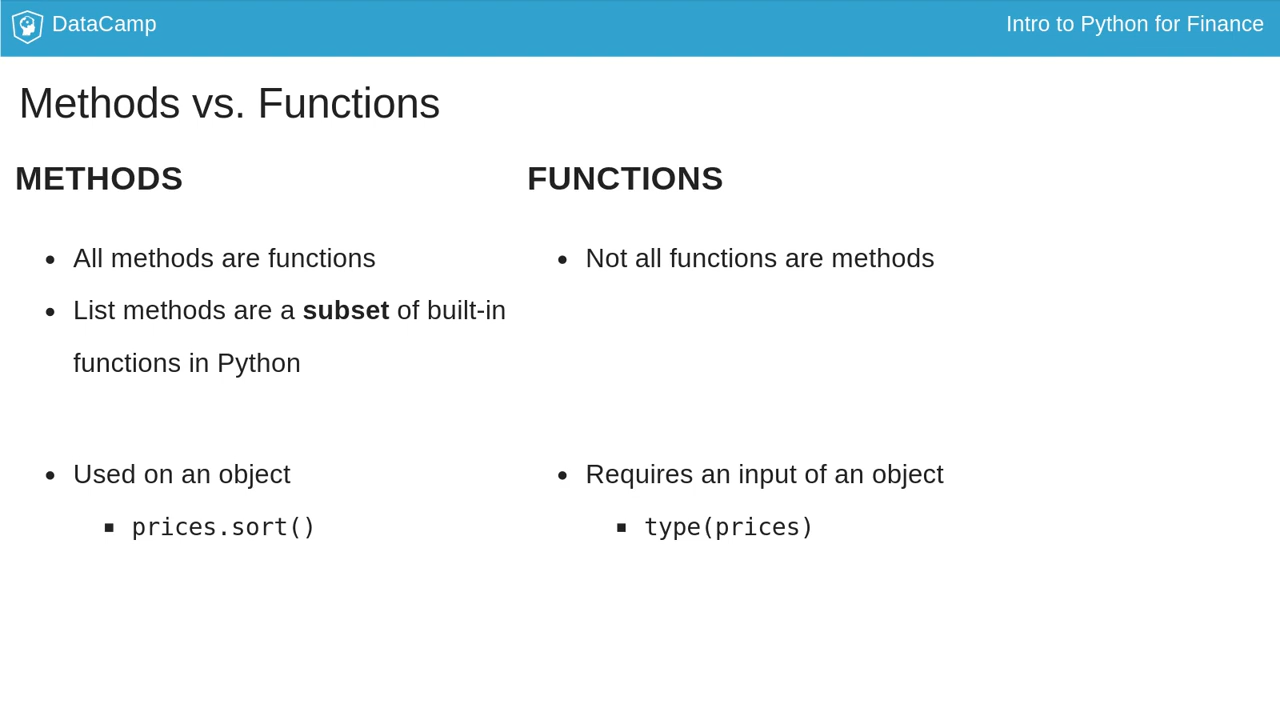 DataCamp
Intro to Python for Finance
Methods vs. Functions
METHODS
• All methods are functions
• List methods are a subset of built-in
functions in Python
• Used on an object
▪ prices.sort()
FUNCTIONS
• Not all functions are methods
• Requires an input of an object
▪ type(prices)